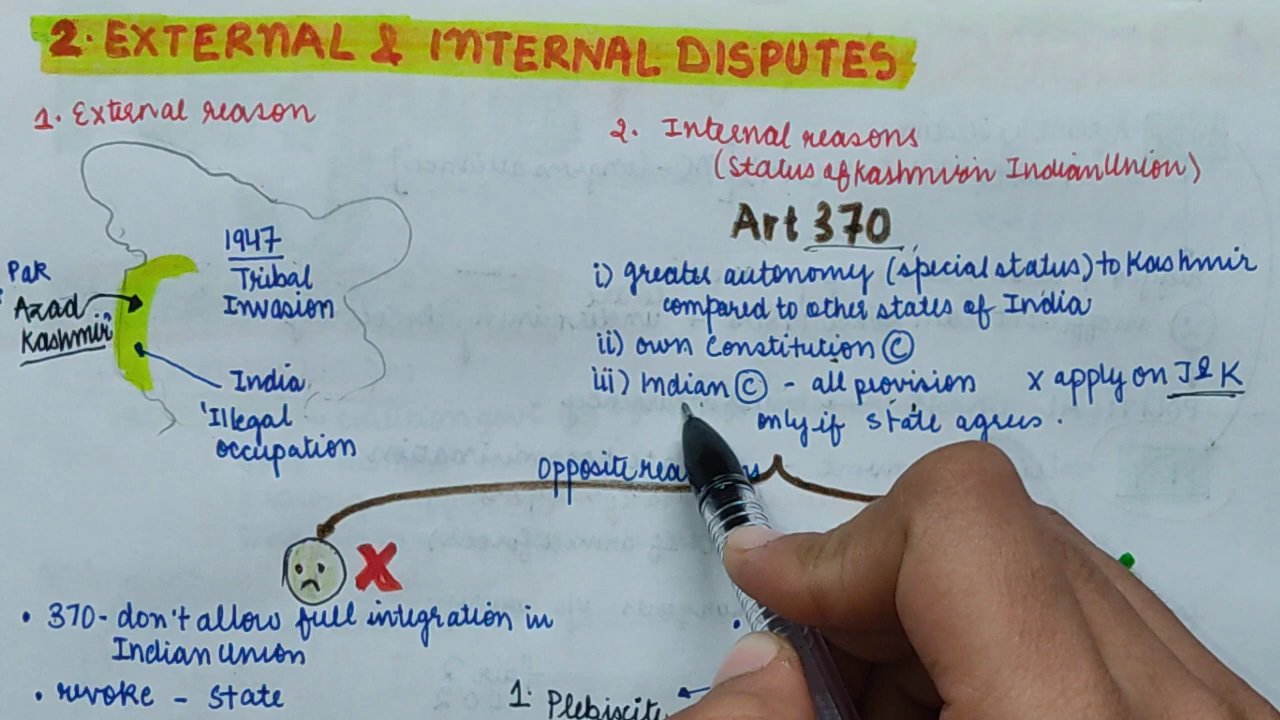 2. EXTERNAL & INTERNAL DISPUTES
1. External reason
1947
Tribal
Invasion
Pak
Azad
Kashmir'
India
'Illegal
occupation
2. Internal reasons
(Status of Kashmir in Indian Union)
Art 370
i) greater autonomy (special status) to Kashmir
compared to other states of India
ii) own Constitution ©
iii) Indian © - all provision x apply on J & K
only if state agrees.
Opposite
X
• 370 - don't allow full integration in
Indian Union
• revoke - state
1. Plebiscite